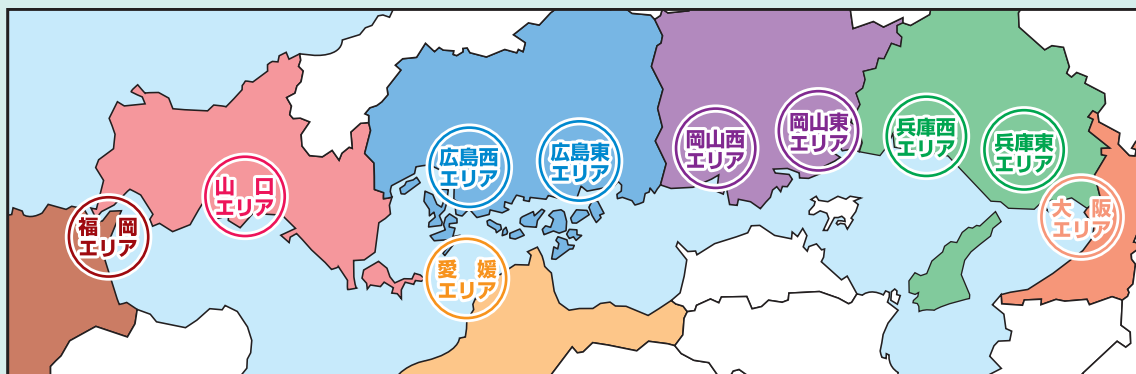 福 岡
エリア
山 口
エリア
広島西
エリア
広島東
エリア
愛 媛
エリア
岡山西
エリア
岡山東
エリア
兵庫西
エリア
兵庫東
エリア
大 阪
エリア